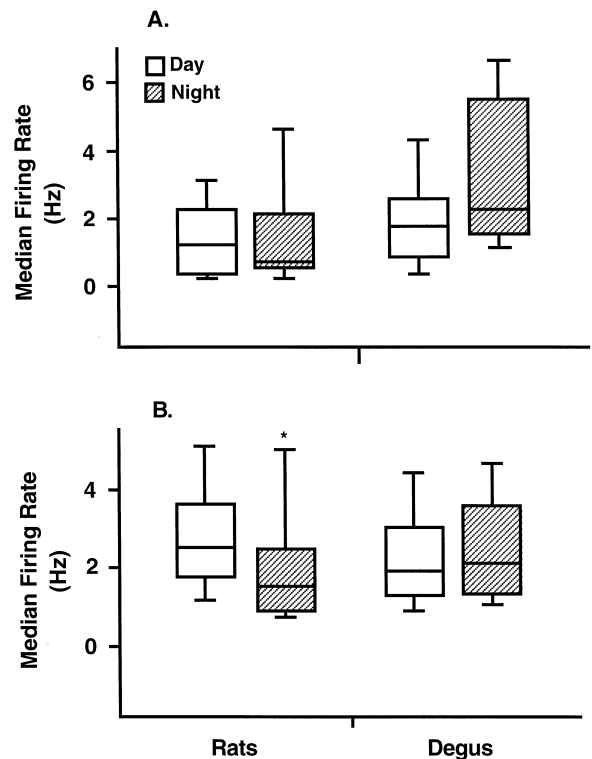 A.
Day
Night
6
4
2
0
Median Firing Rate
(Hz)
B.
*
4
2
0
Median Firing Rate
(Hz)
Rats
Degus